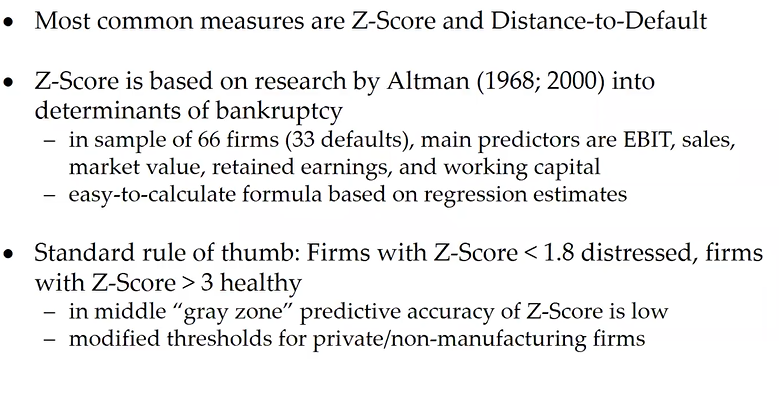 • Most common measures are Z-Score and Distance-to-Default
• Z-Score is based on research by Altman (1968; 2000) into
determinants of bankruptcy
– in sample of 66 firms (33 defaults), main predictors are EBIT, sales,
market value, retained earnings, and working capital
– easy-to-calculate formula based on regression estimates
• Standard rule of thumb: Firms with Z-Score < 1.8 distressed, firms
with Z-Score > 3 healthy
– in middle “gray zone” predictive accuracy of Z-Score is low
– modified thresholds for private/non-manufacturing firms